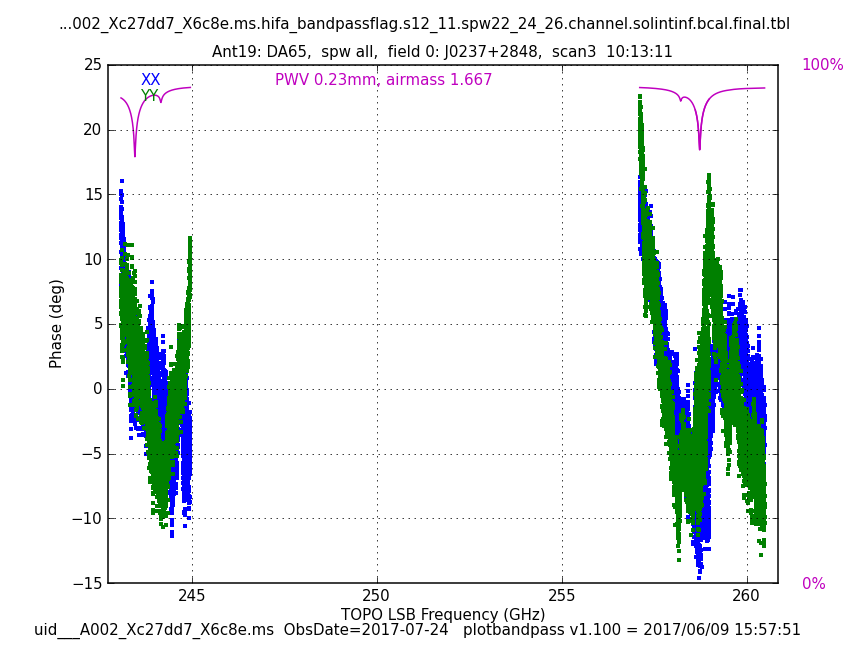 ...002_Xc27dd7_X6c8e.ms.hifa_bandpassflag.s12_11.spw22_24_26.channel.solintinf.bcal.final.tbl
Ant19: DA65,  spw all,  field 0: J0237+2848,  scan3  10:13:11
25
XX
PWV 0.23mm, airmass 1.667
100%
YY
20
15
10
5
0
−5
−10
−15
Phase (deg)
0%
245
250
255
260
TOPO LSB Frequency (GHz)
uid___A002_Xc27dd7_X6c8e.ms  ObsDate=2017-07-24   plotbandpass v1.100 = 2017/06/09 15:57:51